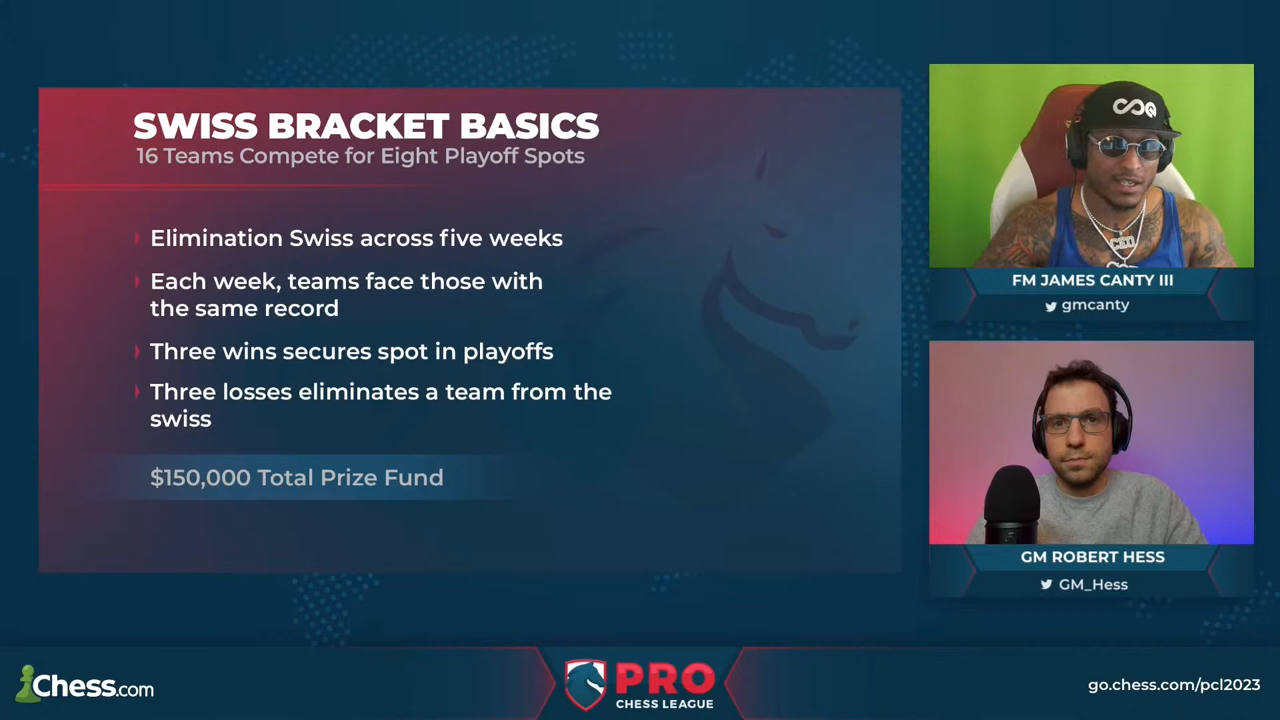 SWISS BRACKET BASICS
16 Teams Compete for Eight Playoff Spots
Elimination Swiss across five weeks
Each week, teams face those with
the same record
Three wins secures spot in playoffs
Three losses eliminates a team from the
swiss
$150,000 Total Prize Fund
CEO
FM JAMES CANTY III
gmcanty
GM ROBERT HESS
GM_Hess
Chess.com
PRO
CHESS LEAGUE
go.chess.com/pcl2023